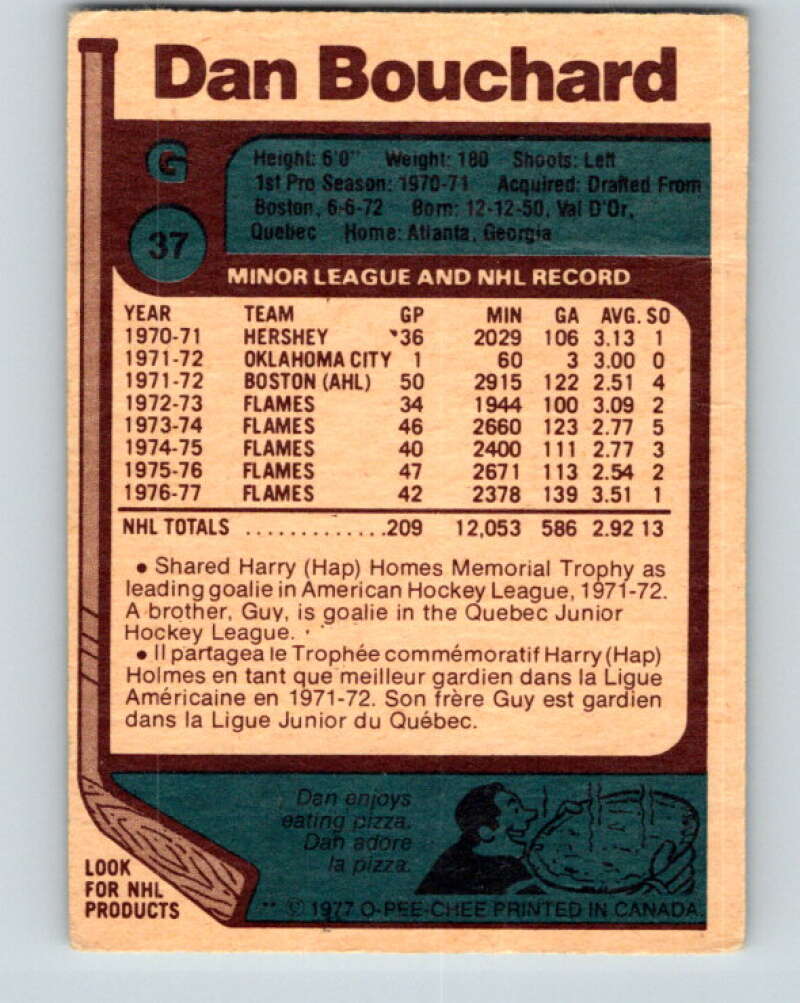 Dan Bouchard
G
Height: 6'0" Weight: 180 Shoots: Left
1st Pro Season: 1970-71 Acquired: Drafted From
Boston, 6-6-72 Born: 12-12-50, Val D'Or,
Quebec Home: Atlanta, Georgia
37
MINOR LEAGUE AND NHL RECORD
YEAR TEAM GP MIN GA AVG. SO
1970-71 HERSHEY 36 2029 106 3.13 1
1971-72 OKLAHOMA CITY 1 60 3 3.00 0
1971-72 BOSTON (AHL) 50 2915 122 2.51 4
1972-73 FLAMES 34 1944 100 3.09 2
1973-74 FLAMES 46 2660 123 2.77 5
1974-75 FLAMES 40 2400 111 2.77 3
1975-76 FLAMES 47 2671 113 2.54 2
1976-77 FLAMES 42 2378 139 3.51 1
NHL TOTALS .............209 12,053 586 2.92 13
• Shared Harry (Hap) Homes Memorial Trophy as
leading goalie in American Hockey League, 1971-72.
A brother, Guy, is goalie in the Quebec Junior
Hockey League.
• Il partagea le Trophée commémoratif Harry (Hap)
Holmes en tant que meilleur gardien dans la Ligue
Américaine en 1971-72. Son frère Guy est gardien
dans la Ligue Junior du Québec.
Dan enjoys
eating pizza.
Dan adore
la pizza.
LOOK
FOR NHL
PRODUCTS
** © 1977 O-PEE-CHEE PRINTED IN CANADA